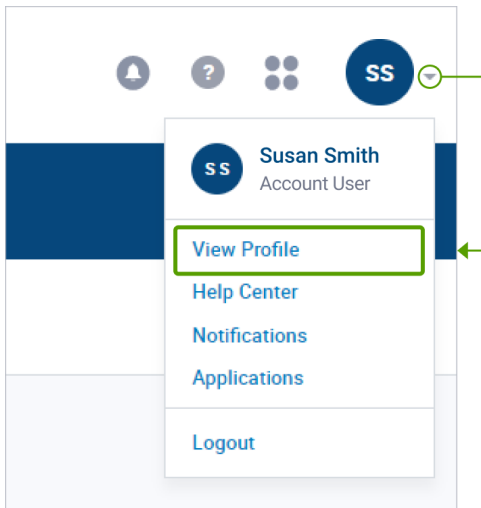 ?
SS
SS
Susan Smith
Account User
View Profile
Help Center
Notifications
Applications
Logout